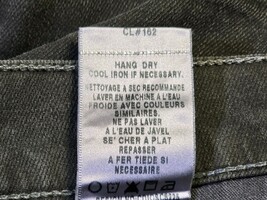 CL#162
HANG DRY
COOL IRON IF NECESSARY.
NETTOYAGE A SEC RECOMMANDE
LAVER EN MACHINE A L'EAU
FROIDE AVEC COULEURS
SIMILAIRES.
NE PAS LAVER
A L'EAU DE JAVEL
SE' CHER A PLAT
REPASSER
A FER TIEDE SI
NECESSAIRE